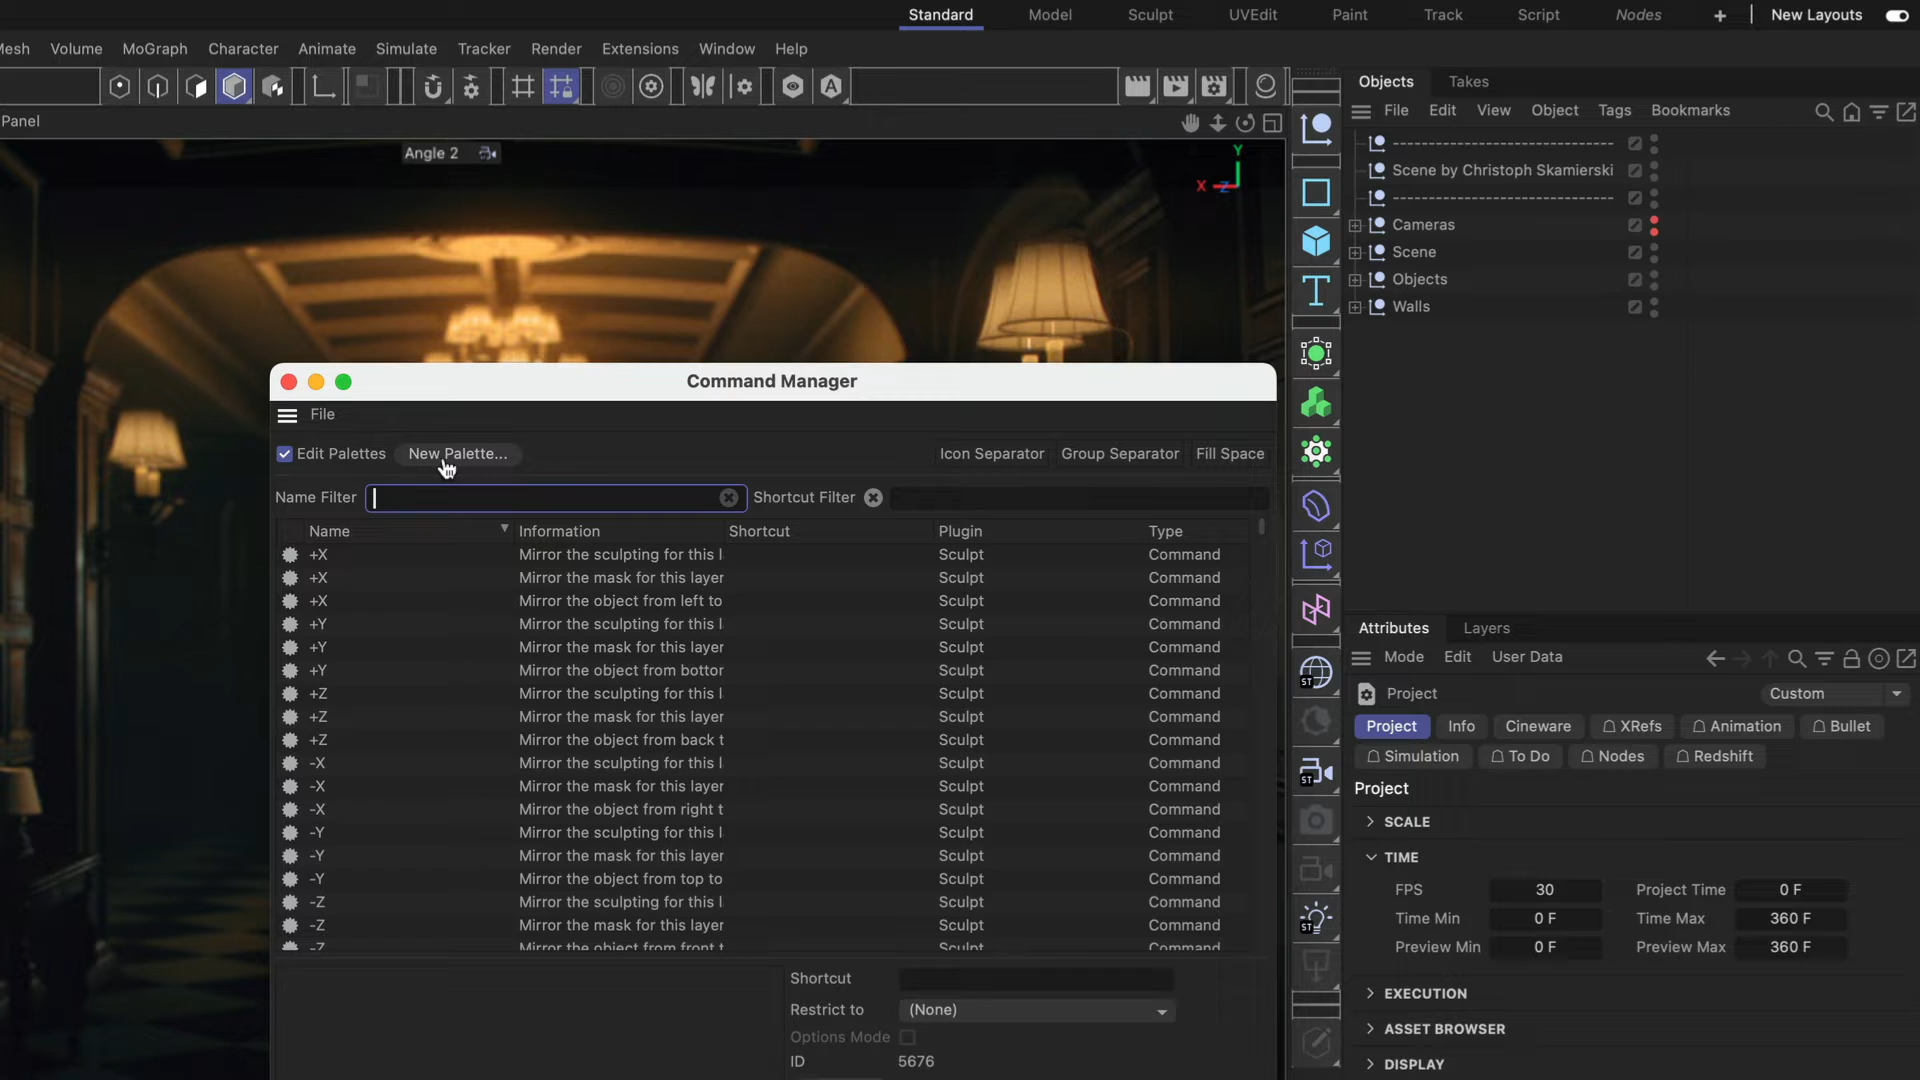 Standard Model Sculpt UVEdit Paint Track Script Nodes + New Layouts
Mesh Volume MoGraph Character Animate Simulate Tracker Render Extensions Window Help
Panel
Angle 2
Y
X Z
Objects Takes
File Edit View Object Tags Bookmarks
--------------------------------
Scene by Christoph Skamierski
--------------------------------
Cameras
Scene
Objects
Walls
Command Manager
File
Edit Palettes New Palette... Icon Separator Group Separator Fill Space
Name Filter Shortcut Filter
Name Information Shortcut Plugin Type
+X Mirror the sculpting for this l Sculpt Command
+X Mirror the mask for this layer Sculpt Command
+X Mirror the object from left to Sculpt Command
+Y Mirror the sculpting for this l Sculpt Command
+Y Mirror the mask for this layer Sculpt Command
+Y Mirror the object from bottor Sculpt Command
+Z Mirror the sculpting for this l Sculpt Command
+Z Mirror the mask for this layer Sculpt Command
+Z Mirror the object from back t Sculpt Command
-X Mirror the sculpting for this l Sculpt Command
-X Mirror the mask for this layer Sculpt Command
-X Mirror the object from right t Sculpt Command
-Y Mirror the sculpting for this l Sculpt Command
-Y Mirror the mask for this layer Sculpt Command
-Y Mirror the object from top to Sculpt Command
-Z Mirror the sculpting for this l Sculpt Command
-Z Mirror the mask for this layer Sculpt Command
-Z Mirror the object from front t Sculpt Command
Shortcut
Restrict to (None)
Options Mode
ID 5676
ST
ST
ST
Attributes Layers
Mode Edit User Data
Project Custom
Project Info Cineware XRefs Animation Bullet
Simulation To Do Nodes Redshift
Project
SCALE
TIME
FPS 30 Project Time 0 F
Time Min 0 F Time Max 360 F
Preview Min 0 F Preview Max 360 F
EXECUTION
ASSET BROWSER
DISPLAY